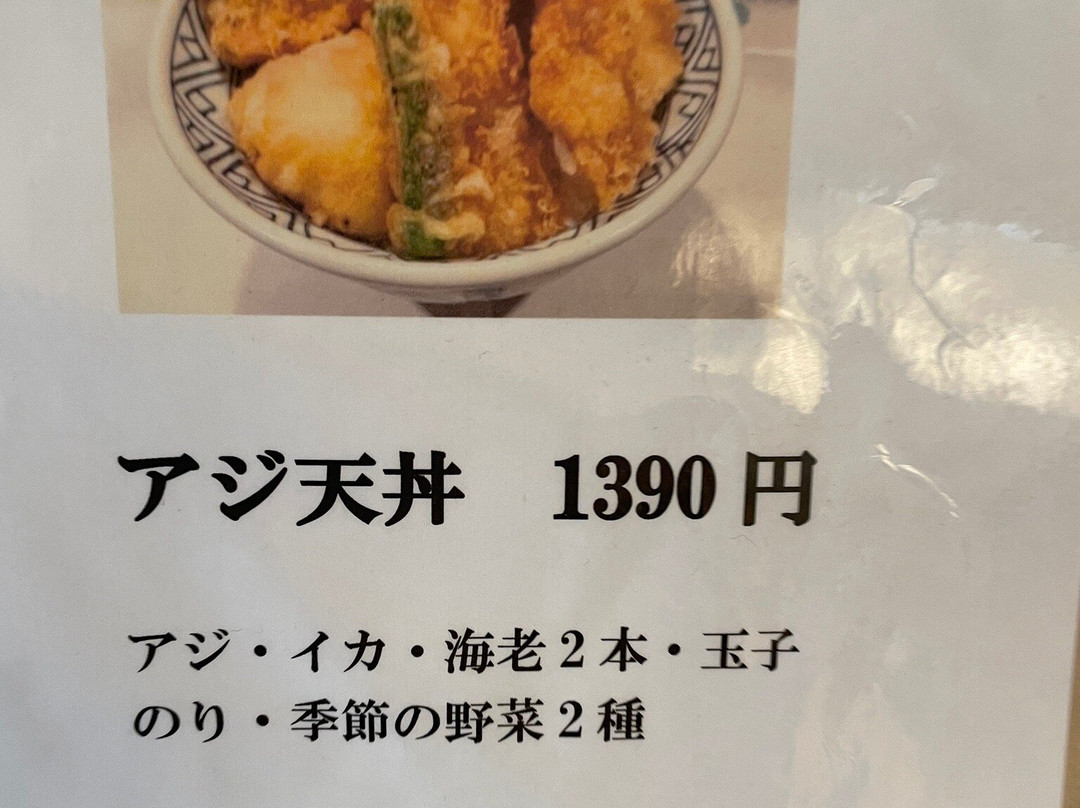 アジ天丼　1390 円
アジ・イカ・海老２本・玉子
のり・季節の野菜２種